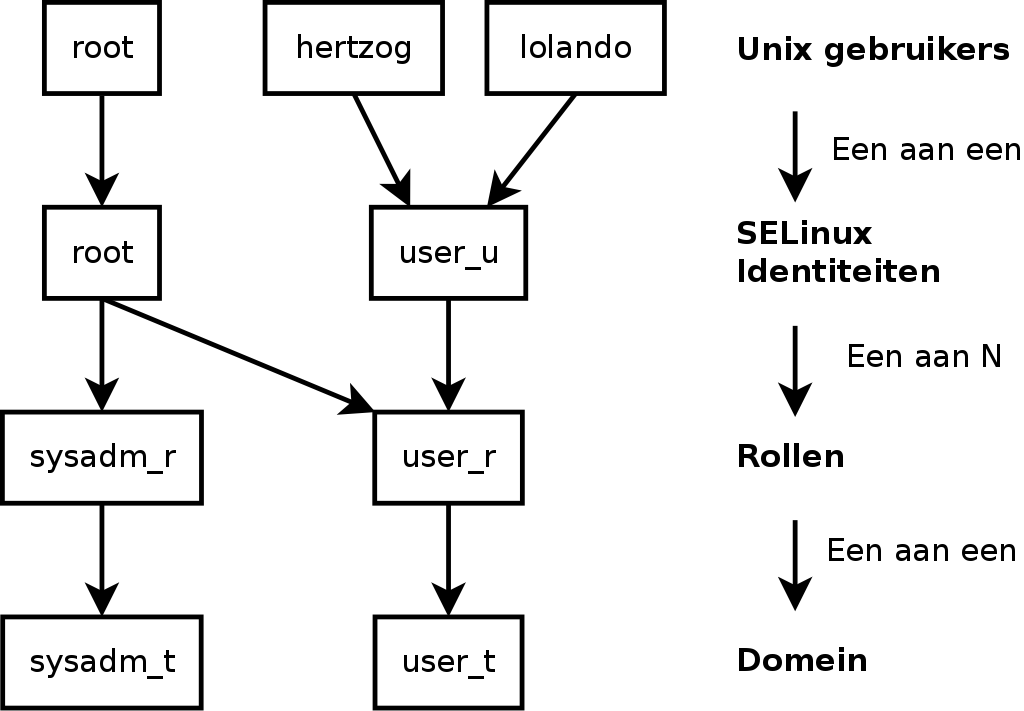 root
hertzog
lolando
Unix gebruikers
Een aan een
root
user_u
SELinux
Identiteiten
Een aan N
sysadm_r
user_r
Rollen
Een aan een
sysadm_t
user_t
Domein